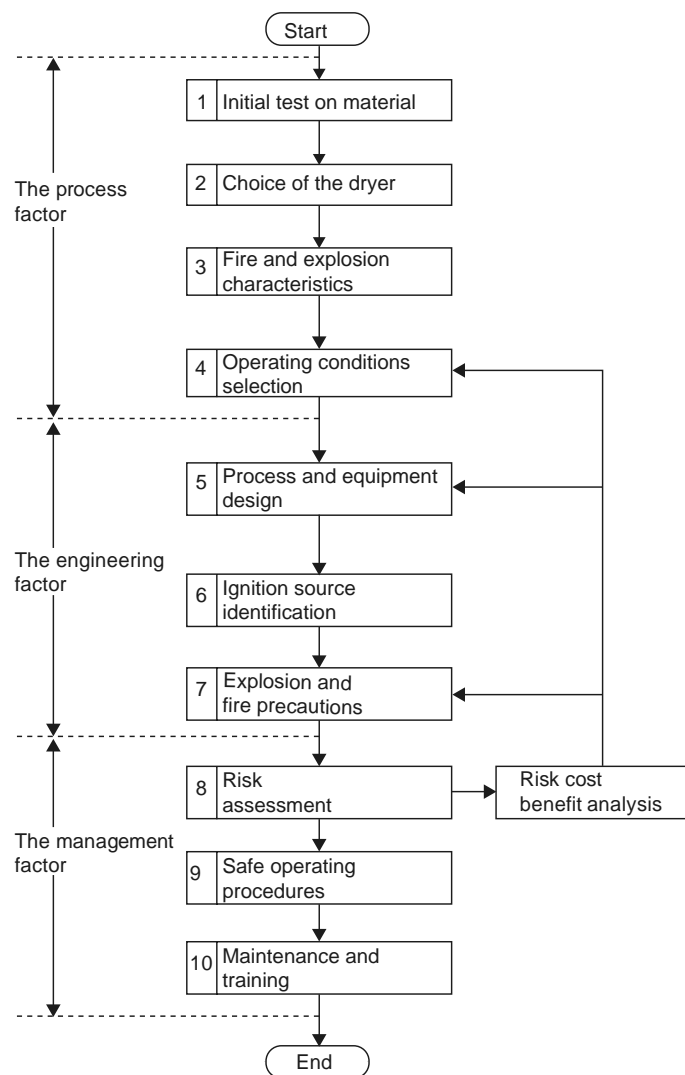 Start
1 Initial test on material
2 Choice of the dryer
The process
factor
3 Fire and explosion
characteristics
4 Operating conditions
selection
5 Process and equipment
design
The engineering
factor
6 Ignition source
identification
7 Explosion and
fire precautions
8 Risk
assessment
Risk cost
benefit analysis
The management
factor
9 Safe operating
procedures
10 Maintenance and
training
End